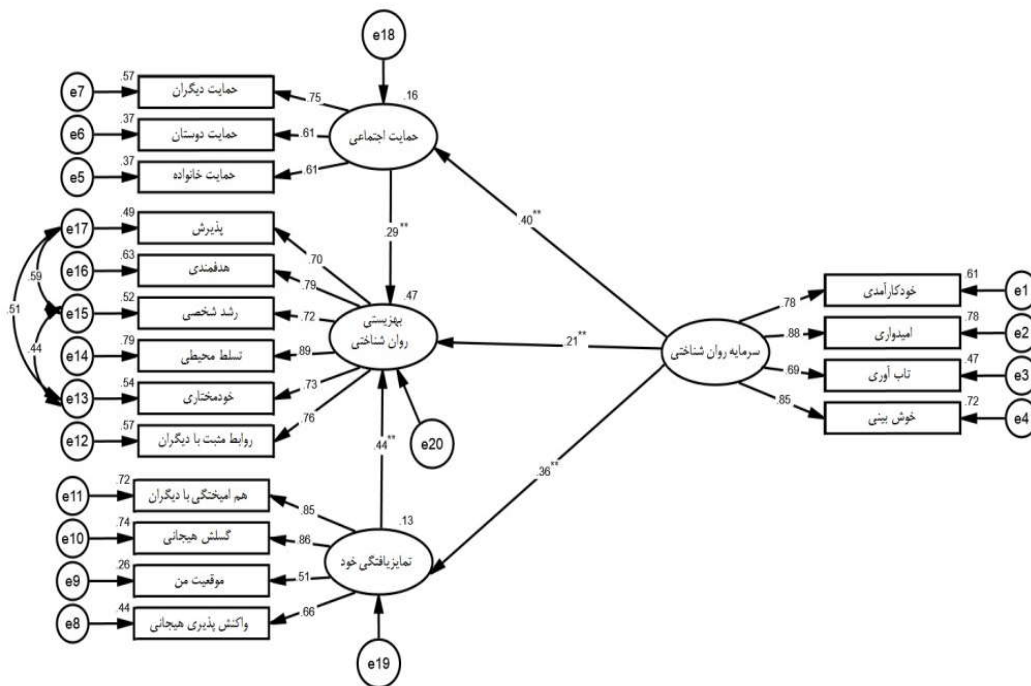 e18
.16
حمایت اجتماعی
e7
.57
حمایت دیگران
.75
e6
.37
حمایت دوستان
.61
e5
.37
حمایت خانواده
.61
.40**
.29**
e17
.49
پذیرش
.70
e16
.63
هدفمندی
.79
e15
.52
رشد شخصی
.72
e14
.79
تسلط محیطی
.89
e13
.54
خودمختاری
.73
e12
.57
روابط مثبت با دیگران
.76
.59
.51
.44
.47
بهزیستی
روان شناختی
e20
.21**
سرمایه روان شناختی
.78
خودکارآمدی
.61
e1
.88
امیدواری
.78
e2
.69
تاب آوری
.47
e3
.85
خوش بینی
.72
e4
.44**
.36**
e11
.72
هم امیختگی با دیگران
.85
e10
.74
گسلش هیجانی
.86
e9
.26
موقعیت من
.51
e8
.44
واکنش پذیری هیجانی
.66
.13
تمایزیافتگی خود
e19